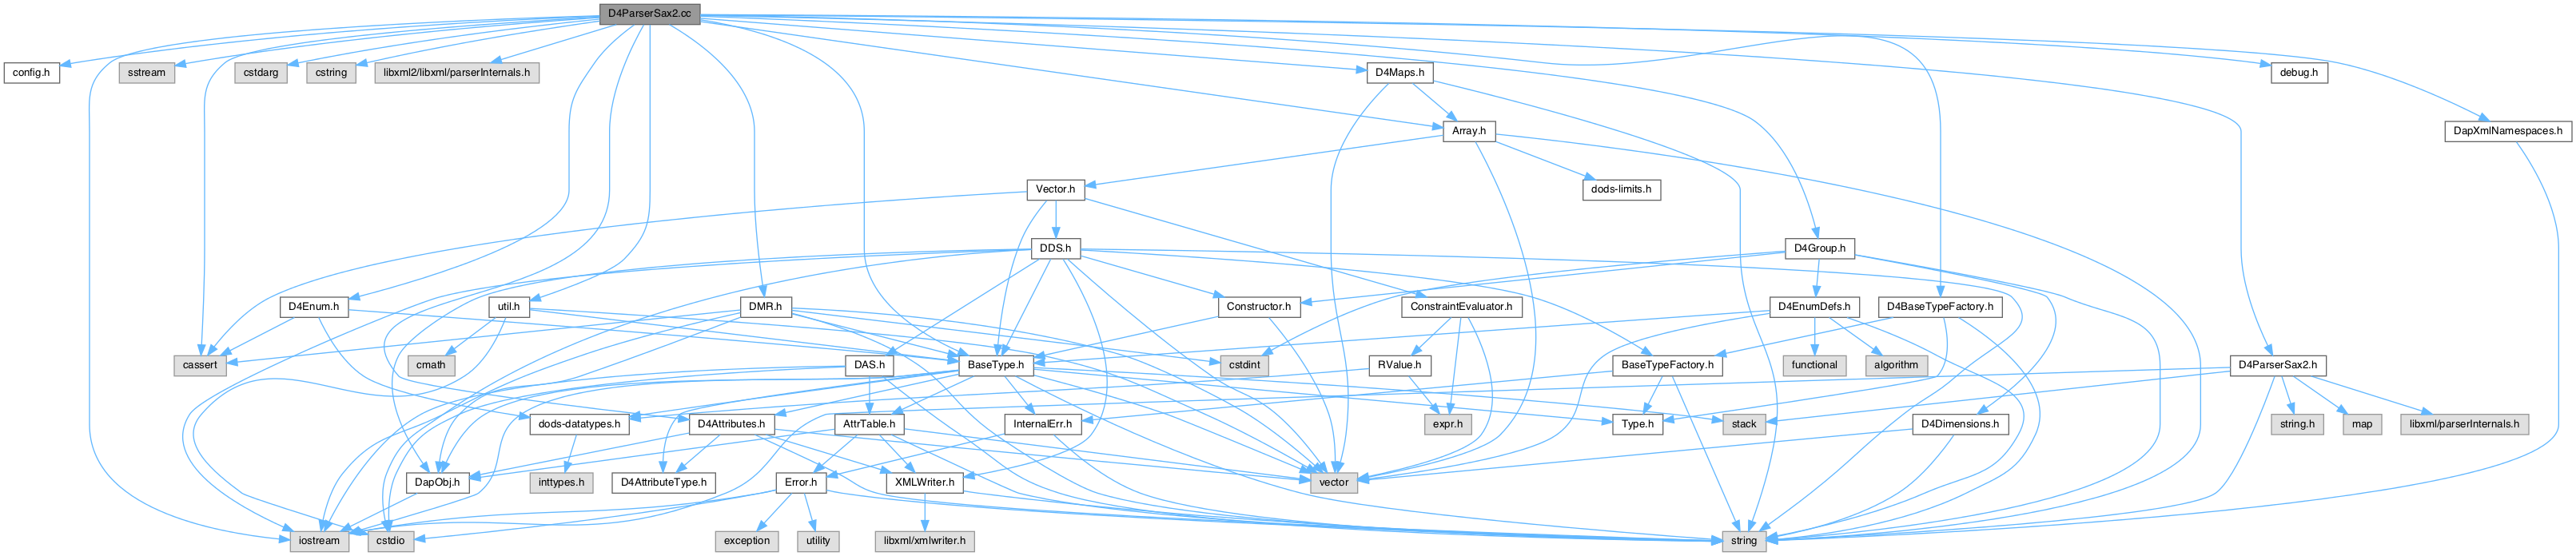 D4ParserSax2.cc
config.h
sstream
cstdarg
cstring
libxml2/libxml/parserInternals.h
D4Maps.h
debug.h
Array.h
DapXmlNamespaces.h
Vector.h
dods-limits.h
DDS.h
D4Group.h
D4Enum.h
util.h
DMR.h
Constructor.h
ConstraintEvaluator.h
D4EnumDefs.h
D4BaseTypeFactory.h
cassert
cmath
DAS.h
BaseType.h
cstdint
RValue.h
BaseTypeFactory.h
functional
algorithm
D4ParserSax2.h
dods-datatypes.h
D4Attributes.h
AttrTable.h
InternalErr.h
expr.h
Type.h
stack
D4Dimensions.h
string.h
map
libxml/parserInternals.h
DapObj.h
inttypes.h
D4AttributeType.h
Error.h
XMLWriter.h
vector
iostream
cstdio
exception
utility
libxml/xmlwriter.h
string